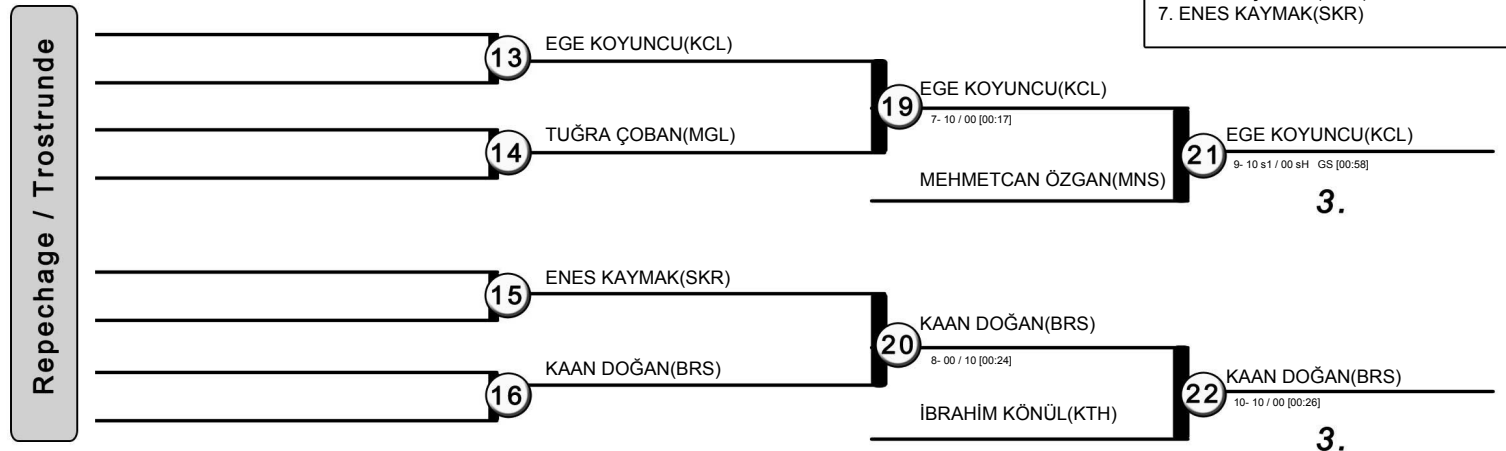 7. ENES KAYMAK(SKR)
Repechage / Trostrunde
13
EGE KOYUNCU(KCL)
14
TUĞRA ÇOBAN(MGL)
19
EGE KOYUNCU(KCL)
7- 10 / 00 [00:17]
MEHMETCAN ÖZGAN(MNS)
21
EGE KOYUNCU(KCL)
9- 10 s1 / 00 sH GS [00:58]
3.
15
ENES KAYMAK(SKR)
16
KAAN DOĞAN(BRS)
20
KAAN DOĞAN(BRS)
8- 00 / 10 [00:24]
İBRAHİM KÖNÜL(KTH)
22
KAAN DOĞAN(BRS)
10- 10 / 00 [00:26]
3.